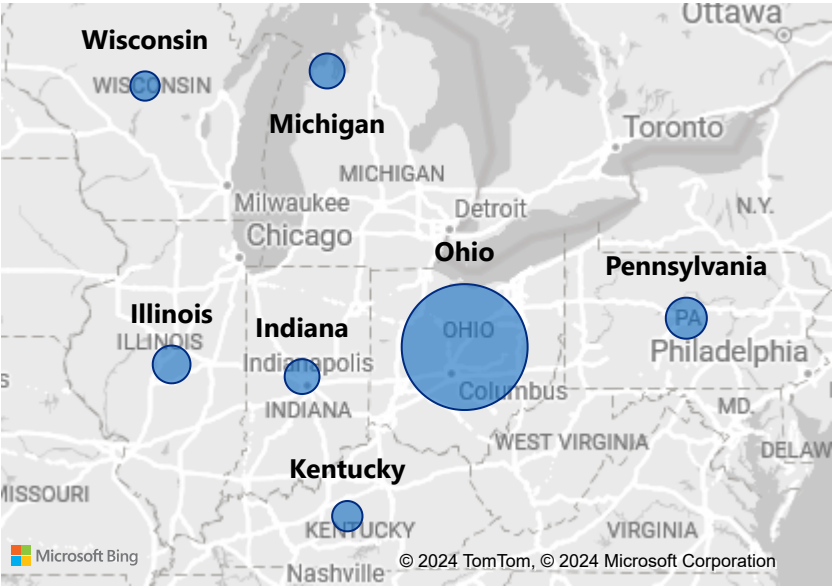 Ottawa
Wisconsin
WISCONSIN
Michigan
Toronto
MICHIGAN
Milwaukee
Detroit
N.Y.
Chicago
Ohio
Pennsylvania
Illinois
Indiana
OHIO
PA
ILLINOIS
Philadelphia
Indianapolis
Columbus
INDIANA
MD.
WEST VIRGINIA
DELAW
Kentucky
MISSOURI
KENTUCKY
VIRGINIA
Microsoft Bing
© 2024 TomTom, © 2024 Microsoft Corporation
Nashville